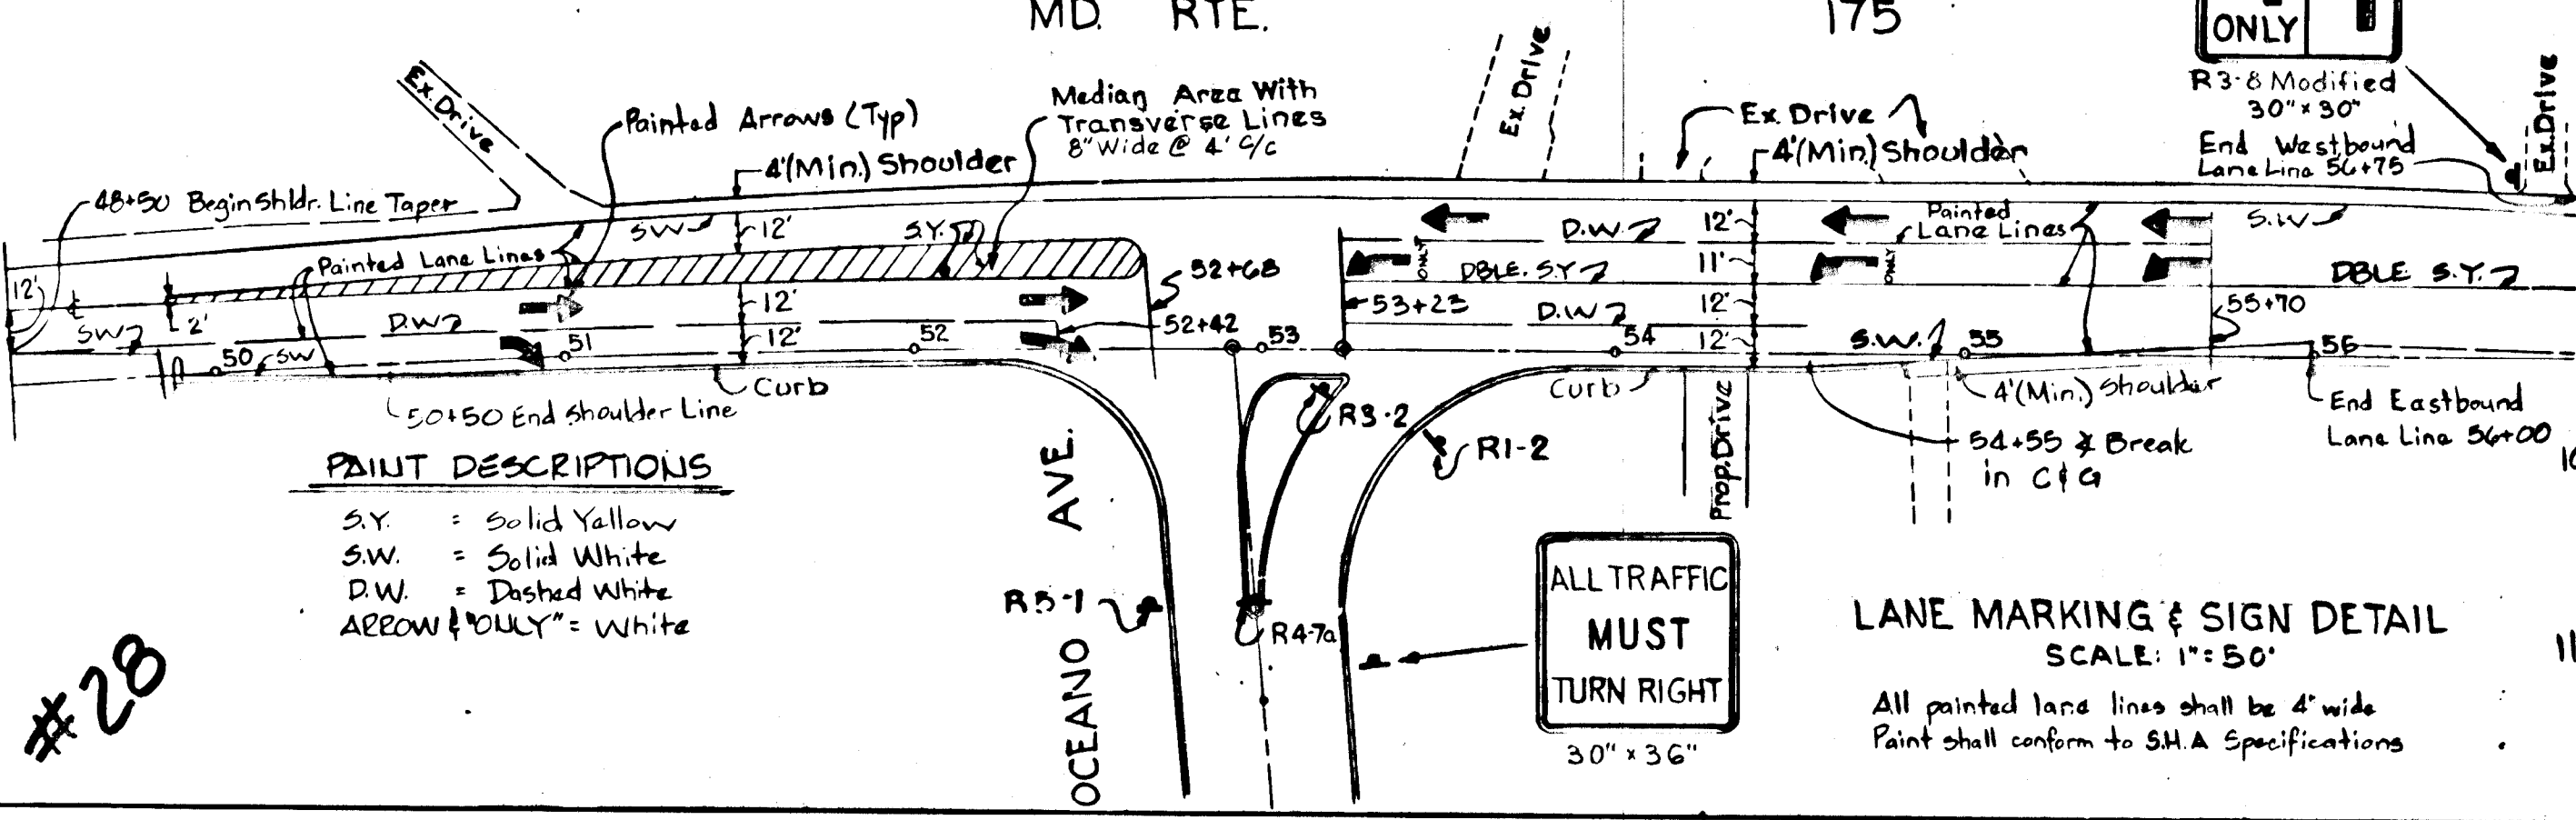 MD. RTE. 175
ONLY
R3-8 Modified
30" x 30"
End Westbound
Lane Line 56+75
Ex. Drive
Ex. Drive
Ex. Drive
Ex. Drive
Painted Arrows (Typ)
4'(Min.) Shoulder
Median Area With
Transverse Lines
8" Wide @ 4' c/c
4'(Min.) Shoulder
48+50 Begin Shldr. Line Taper
Painted Lane Lines
S.W.
12'
S.Y.
D.W.
12'
Painted
Lane Lines
S.W.
ONLY
DBLE. S.Y.
11'
ONLY
DBLE S.Y.
12'
2'
S.W.
D.W.
12'
12'
52+68
52+42
53+23
D.W.
12'
12'
55+70
S.W.
50
SW
51
52
53
54
55
56
50+50 End Shoulder Line
Curb
Curb
4'(Min.) Shoulder
End Eastbound
Lane Line 56+00
54+55 & Break
in C & G
R3-2
R1-2
Prop. Drive
PAINT DESCRIPTIONS
S.Y. = Solid Yellow
S.W. = Solid White
D.W. = Dashed White
ARROW & "ONLY" = White
OCEANO AVE.
R5-1
R4-7a
ALL TRAFFIC
MUST
TURN RIGHT
30" x 36"
LANE MARKING & SIGN DETAIL
SCALE: 1" = 50'
All painted lane lines shall be 4" wide
Paint shall conform to S.H.A Specifications
#28